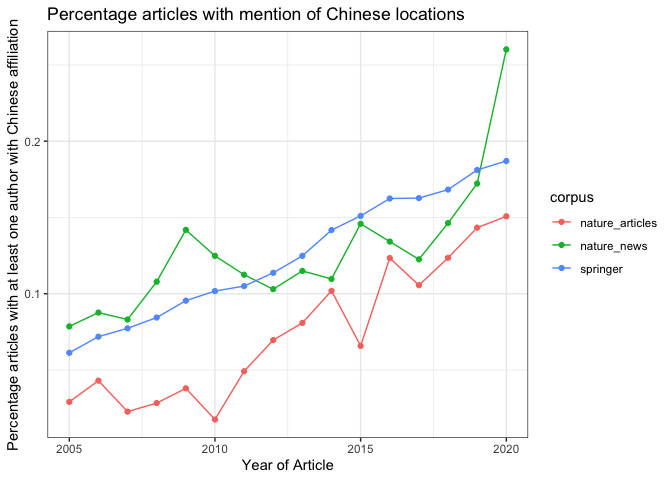 Percentage articles with mention of Chinese locations
Percentage articles with at least one author with Chinese affiliation
0.2
0.1
2005
2010
2015
2020
Year of Article
corpus
nature_articles
nature_news
springer